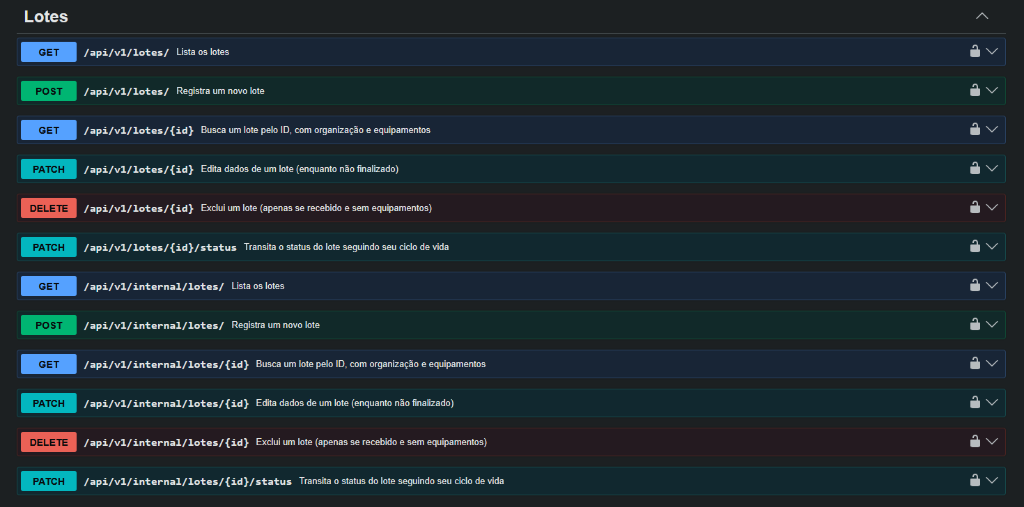 Lotes
GET /api/v1/lotes/ Lista os lotes
POST /api/v1/lotes/ Registra um novo lote
GET /api/v1/lotes/{id} Busca um lote pelo ID, com organização e equipamentos
PATCH /api/v1/lotes/{id} Edita dados de um lote (enquanto não finalizado)
DELETE /api/v1/lotes/{id} Exclui um lote (apenas se recebido e sem equipamentos)
PATCH /api/v1/lotes/{id}/status Transita o status do lote seguindo seu ciclo de vida
GET /api/v1/internal/lotes/ Lista os lotes
POST /api/v1/internal/lotes/ Registra um novo lote
GET /api/v1/internal/lotes/{id} Busca um lote pelo ID, com organização e equipamentos
PATCH /api/v1/internal/lotes/{id} Edita dados de um lote (enquanto não finalizado)
DELETE /api/v1/internal/lotes/{id} Exclui um lote (apenas se recebido e sem equipamentos)
PATCH /api/v1/internal/lotes/{id}/status Transita o status do lote seguindo seu ciclo de vida